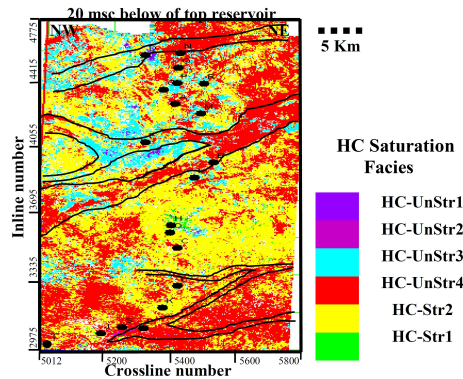 20 msc below of top reservoir
NW NE
4775
4415
4055
3695
3335
2975
Inline number
5012 5200 5400 5600 5800
Crossline number
5 Km
HC Saturation
Facies
HC-UnStr1
HC-UnStr2
HC-UnStr3
HC-UnStr4
HC-Str2
HC-Str1